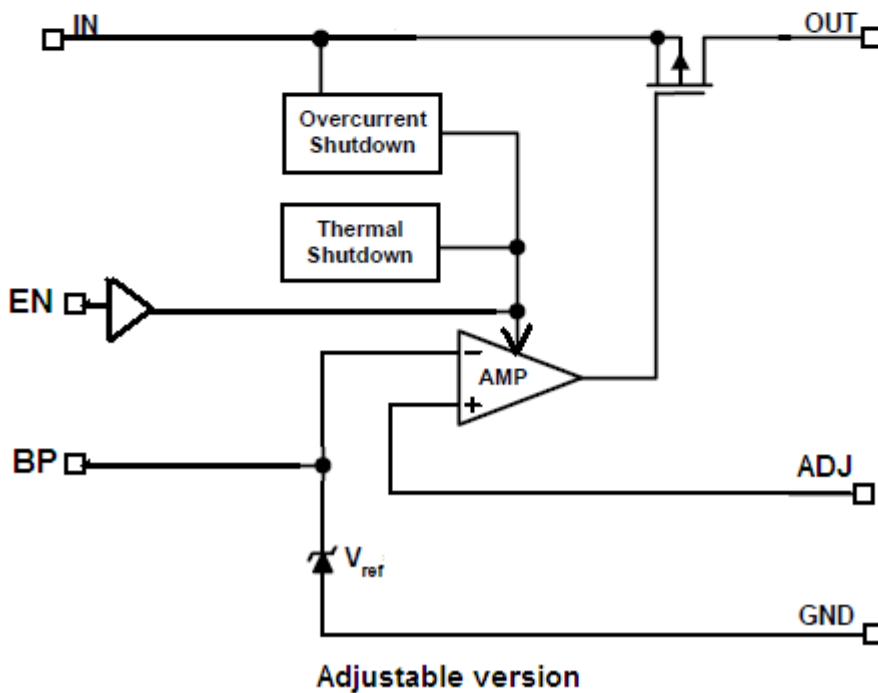 IN
OUT
Overcurrent
Shutdown
Thermal
Shutdown
EN
−
AMP
+
BP
ADJ
Vref
GND
Adjustable version